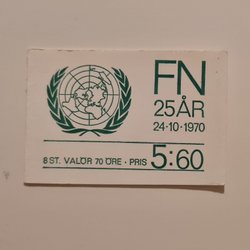 FN
25 ÅR
24·10·1970
8 ST. VALÖR 70 ÖRE · PRIS 5:60